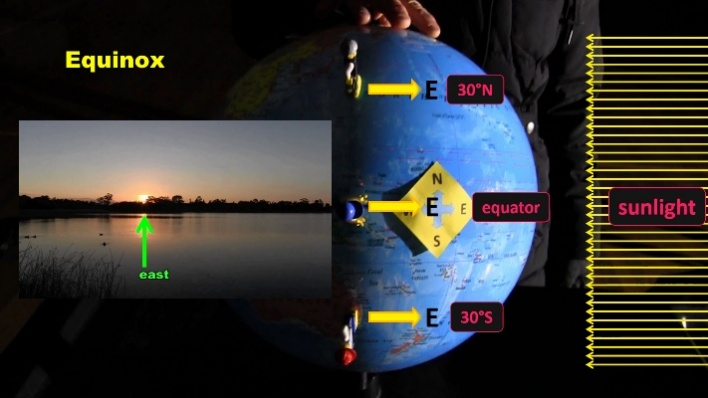 Equinox
E 30°N
N
E E equator
S
sunlight
east
E 30°S